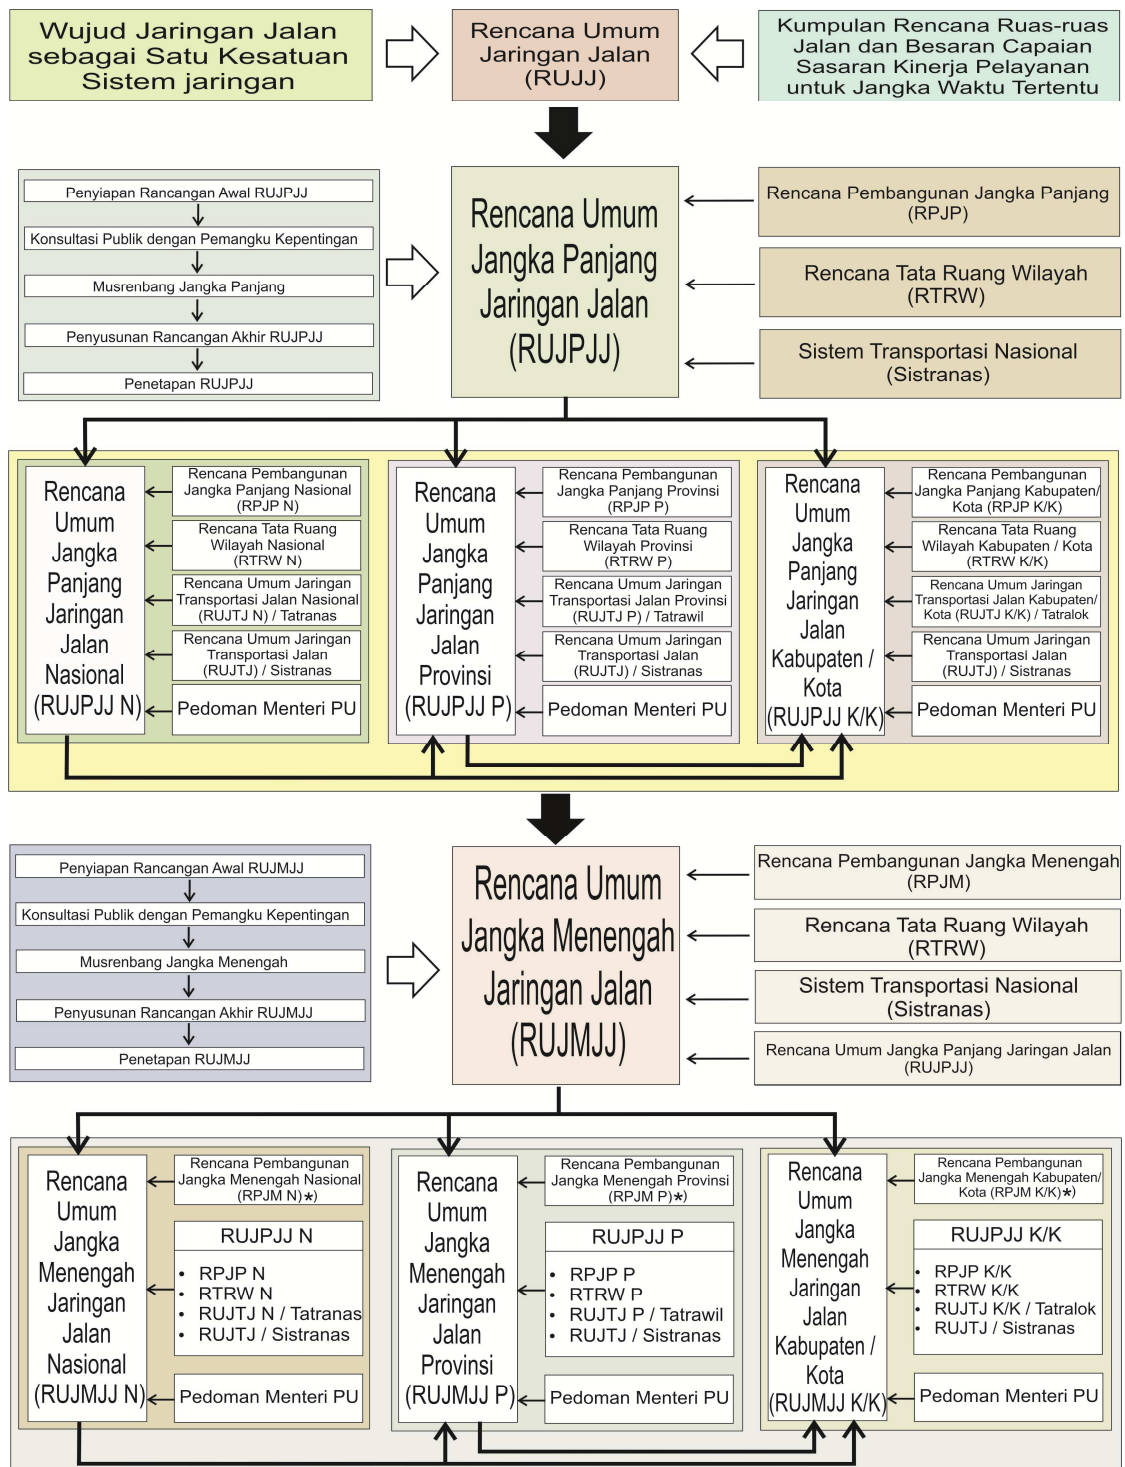 Wujud Jaringan Jalan
sebagai Satu Kesatuan
Sistem jaringan
Rencana Umum
Jaringan Jalan
(RUJJ)
Kumpulan Rencana Ruas-ruas
Jalan dan Besaran Capaian
Sasaran Kinerja Pelayanan
untuk Jangka Waktu Tertentu
Penyiapan Rancangan Awal RUJPJJ
Konsultasi Publik dengan Pemangku Kepentingan
Musrenbang Jangka Panjang
Penyusunan Rancangan Akhir RUJPJJ
Penetapan RUJPJJ
Rencana Umum
Jangka Panjang
Jaringan Jalan
(RUJPJJ)
Rencana Pembangunan Jangka Panjang
(RPJP)
Rencana Tata Ruang Wilayah
(RTRW)
Sistem Transportasi Nasional
(Sistranas)
Rencana
Umum
Jangka
Panjang
Jaringan
Jalan
Nasional
(RUJPJJ N)
Rencana Pembangunan
Jangka Panjang Nasional
(RPJP N)
Rencana Tata Ruang
Wilayah Nasional
(RTRW N)
Rencana Umum Jaringan
Transportasi Jalan Nasional
(RUJTJ N) / Tatranas
Rencana Umum Jaringan
Transportasi Jalan
(RUJTJ) / Sistranas
Pedoman Menteri PU
Rencana
Umum
Jangka
Panjang
Jaringan
Jalan
Provinsi
(RUJPJJ P)
Rencana Pembangunan
Jangka Panjang Provinsi
(RPJP P)
Rencana Tata Ruang
Wilayah Provinsi
(RTRW P)
Rencana Umum Jaringan
Transportasi Jalan Provinsi
(RUJTJ P) / Tatrawil
Rencana Umum Jaringan
Transportasi Jalan
(RUJTJ) / Sistranas
Pedoman Menteri PU
Rencana
Umum
Jangka
Panjang
Jaringan
Jalan
Kabupaten /
Kota
(RUJPJJ K/K)
Rencana Pembangunan
Jangka Panjang Kabupaten/
Kota (RPJP K/K)
Rencana Tata Ruang
Wilayah Kabupaten / Kota
(RTRW K/K)
Rencana Umum Jaringan
Transportasi Jalan Kabupaten/
Kota (RUJTJ K/K) / Tatralok
Rencana Umum Jaringan
Transportasi Jalan
(RUJTJ) / Sistranas
Pedoman Menteri PU
Penyiapan Rancangan Awal RUJMJJ
Konsultasi Publik dengan Pemangku Kepentingan
Musrenbang Jangka Menengah
Penyusunan Rancangan Akhir RUJMJJ
Penetapan RUJMJJ
Rencana Umum
Jangka Menengah
Jaringan Jalan
(RUJMJJ)
Rencana Pembangunan Jangka Menengah
(RPJM)
Rencana Tata Ruang Wilayah
(RTRW)
Sistem Transportasi Nasional
(Sistranas)
Rencana Umum Jangka Panjang Jaringan Jalan
(RUJPJJ)
Rencana
Umum
Jangka
Menengah
Jaringan
Jalan
Nasional
(RUJMJJ N)
Rencana Pembangunan
Jangka Menengah Nasional
(RPJM N)*)
RUJPJJ N
• RPJP N
• RTRW N
• RUJTJ N / Tatranas
• RUJTJ / Sistranas
Pedoman Menteri PU
Rencana
Umum
Jangka
Menengah
Jaringan
Jalan
Provinsi
(RUJMJJ P)
Rencana Pembangunan
Jangka Menengah Provinsi
(RPJM P)*)
RUJPJJ P
• RPJP P
• RTRW P
• RUJTJ P / Tatrawil
• RUJTJ / Sistranas
Pedoman Menteri PU
Rencana
Umum
Jangka
Menengah
Jaringan
Jalan
Kabupaten /
Kota
(RUJMJJ K/K)
Rencana Pembangunan
Jangka Menengah Kabupaten/
Kota (RPJM K/K)*)
RUJPJJ K/K
• RPJP K/K
• RTRW K/K
• RUJTJ K/K / Tatralok
• RUJTJ / Sistranas
Pedoman Menteri PU